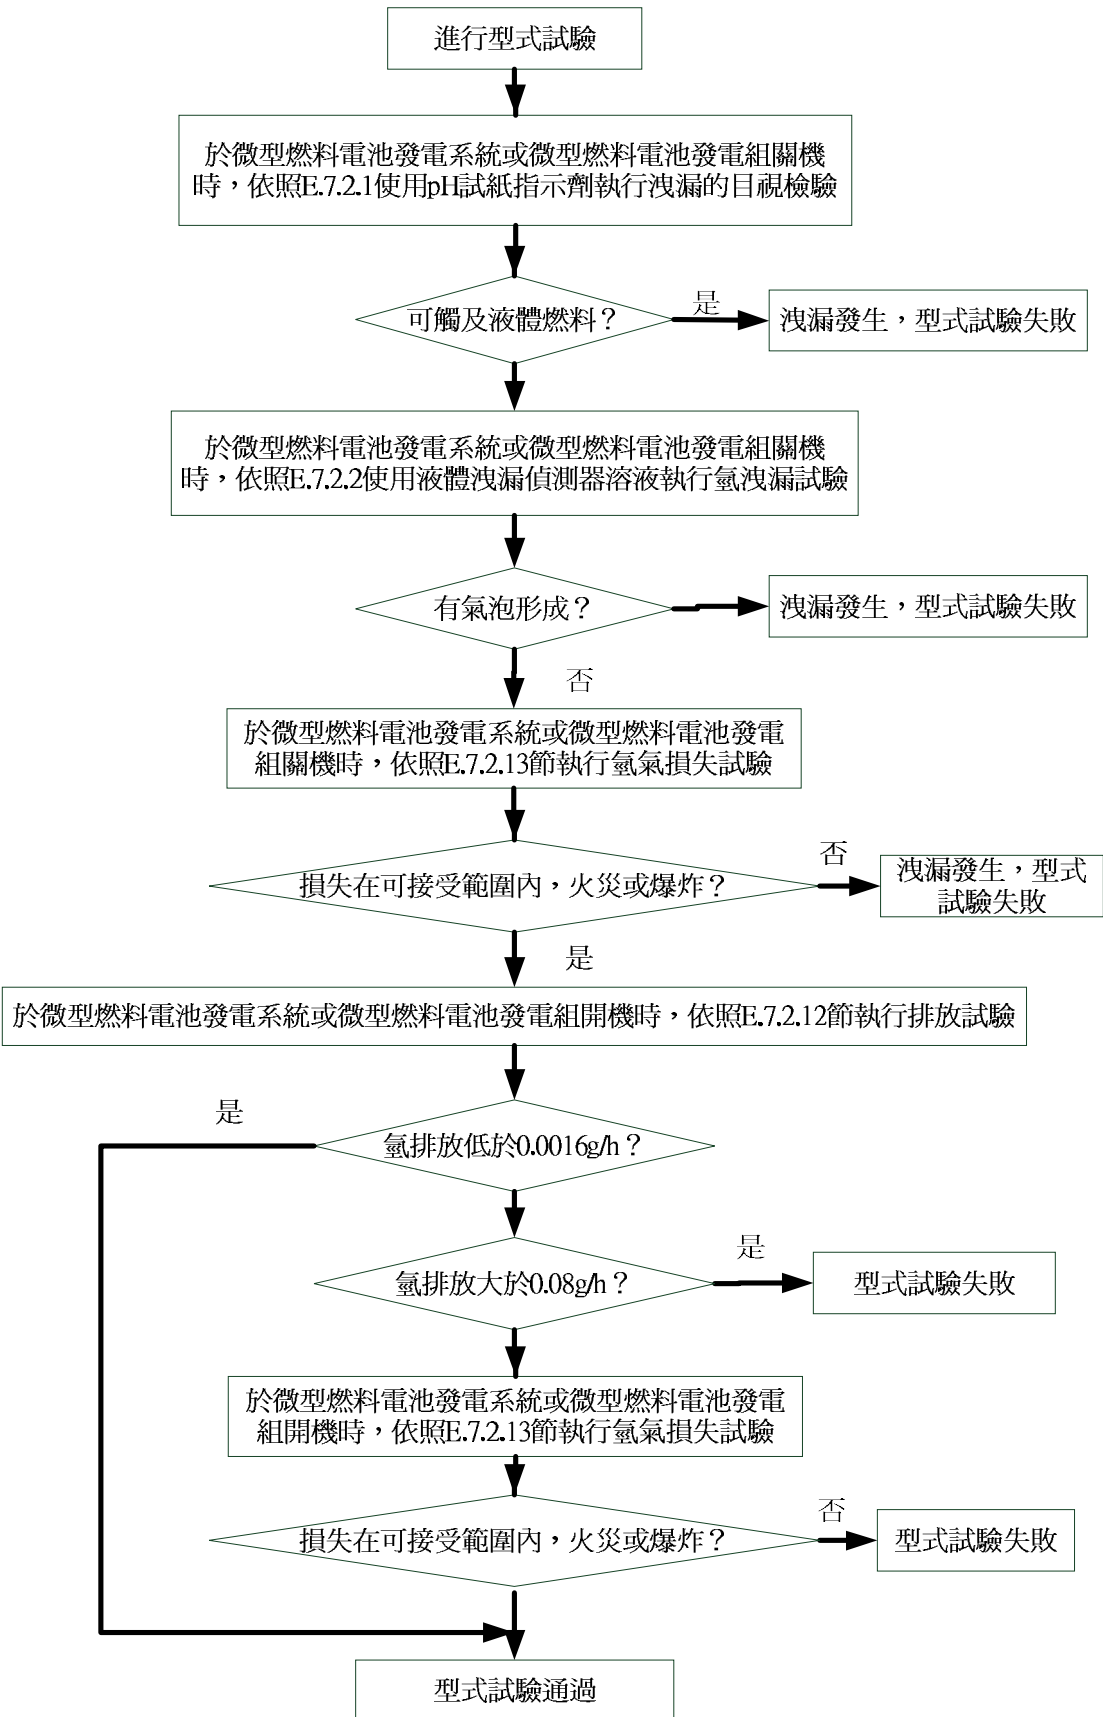 進行型式試驗
於微型燃料電池發電系統或微型燃料電池發電組關機
時，依照E.7.2.1使用pH試紙指示劑執行洩漏的目視檢驗
可觸及液體燃料？
是
洩漏發生，型式試驗失敗
於微型燃料電池發電系統或微型燃料電池發電組關機
時，依照E.7.2.2使用液體洩漏偵測器溶液執行氫洩漏試驗
有氣泡形成？
洩漏發生，型式試驗失敗
否
於微型燃料電池發電系統或微型燃料電池發電
組關機時，依照E.7.2.13節執行氫氣損失試驗
損失在可接受範圍內，火災或爆炸？
否
洩漏發生，型式
試驗失敗
是
於微型燃料電池發電系統或微型燃料電池發電組開機時，依照E.7.2.12節執行排放試驗
是
氫排放低於0.0016g/h？
氫排放大於0.08g/h？
是
型式試驗失敗
於微型燃料電池發電系統或微型燃料電池發電
組開機時，依照E.7.2.13節執行氫氣損失試驗
損失在可接受範圍內，火災或爆炸？
否
型式試驗失敗
型式試驗通過